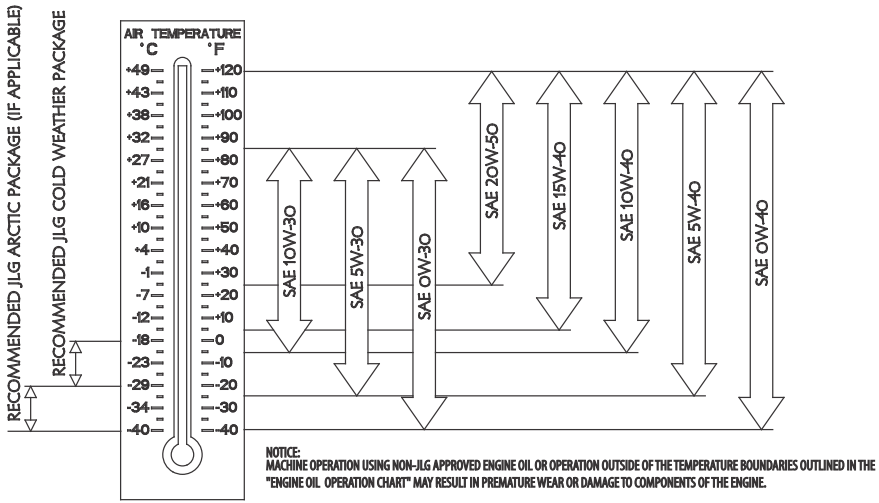 RECOMMENDED JLG ARCTIC PACKAGE (IF APPLICABLE)
RECOMMENDED JLG COLD WEATHER PACKAGE
AIR TEMPERATURE
°C °F
+49 +120
+43 +110
+38 +100
+32 +90
+27 +80
+21 +70
+16 +60
+10 +50
+4 +40
-1 +30
-7 +20
-12 +10
-18 0
-23 -10
-29 -20
-34 -30
-40 -40
SAE 10W-30
SAE 5W-30
SAE 0W-30
SAE 20W-50
SAE 15W-40
SAE 10W-40
SAE 5W-40
SAE 0W-40
NOTICE:
MACHINE OPERATION USING NON-JLG APPROVED ENGINE OIL OR OPERATION OUTSIDE OF THE TEMPERATURE BOUNDARIES OUTLINED IN THE
"ENGINE OIL OPERATION CHART" MAY RESULT IN PREMATURE WEAR OR DAMAGE TO COMPONENTS OF THE ENGINE.